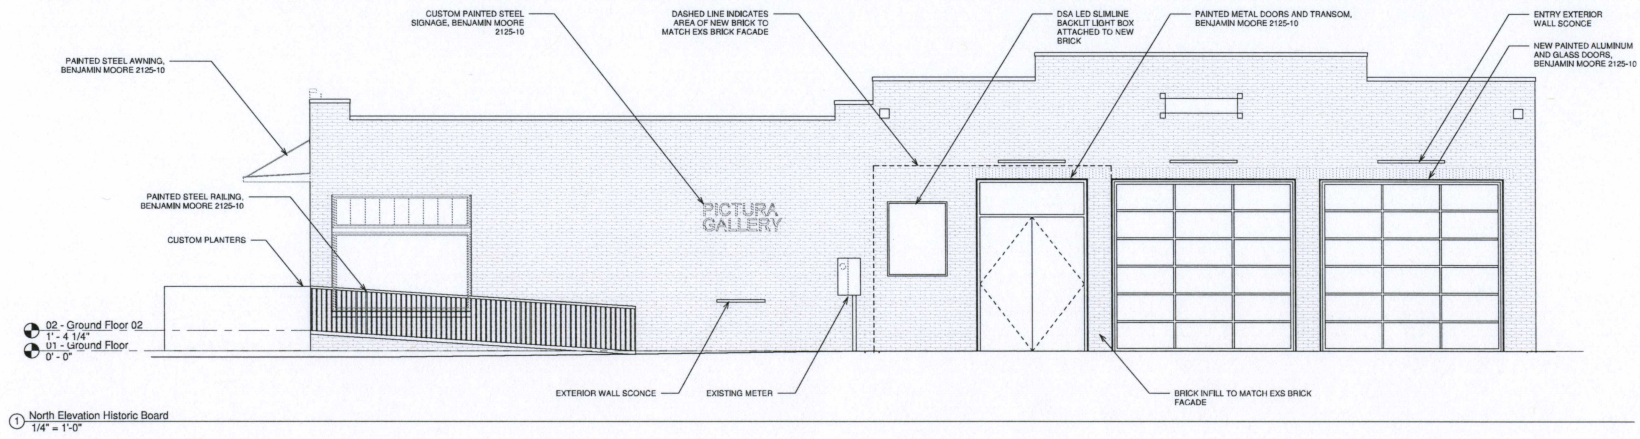 CUSTOM PAINTED STEEL
SIGNAGE, BENJAMIN MOORE
2125-10
DASHED LINE INDICATES
AREA OF NEW BRICK TO
MATCH EXS BRICK FACADE
DSA LED SLIMLINE
BACKLIT LIGHT BOX
ATTACHED TO NEW
BRICK
PAINTED METAL DOORS AND TRANSOM,
BENJAMIN MOORE 2125-10
ENTRY EXTERIOR
WALL SCONCE
NEW PAINTED ALUMINUM
AND GLASS DOORS,
BENJAMIN MOORE 2125-10
PAINTED STEEL AWNING,
BENJAMIN MOORE 2125-10
PAINTED STEEL RAILING,
BENJAMIN MOORE 2125-10
CUSTOM PLANTERS
PICTURA
GALLERY
02 - Ground Floor 02
1' - 4 1/4"
01 - Ground Floor
0' - 0"
EXTERIOR WALL SCONCE
EXISTING METER
BRICK INFILL TO MATCH EXS BRICK
FACADE
1 North Elevation Historic Board
1/4" = 1'-0"